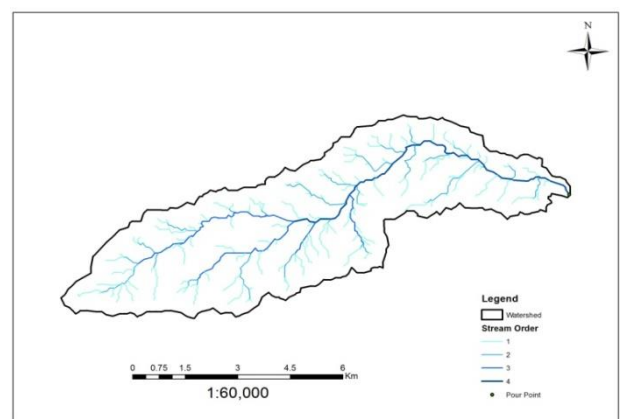 N
Legend
Watershed
Stream Order
1
2
3
4
Pour Point
0 0.75 1.5 3 4.5 6
Km
1:60,000